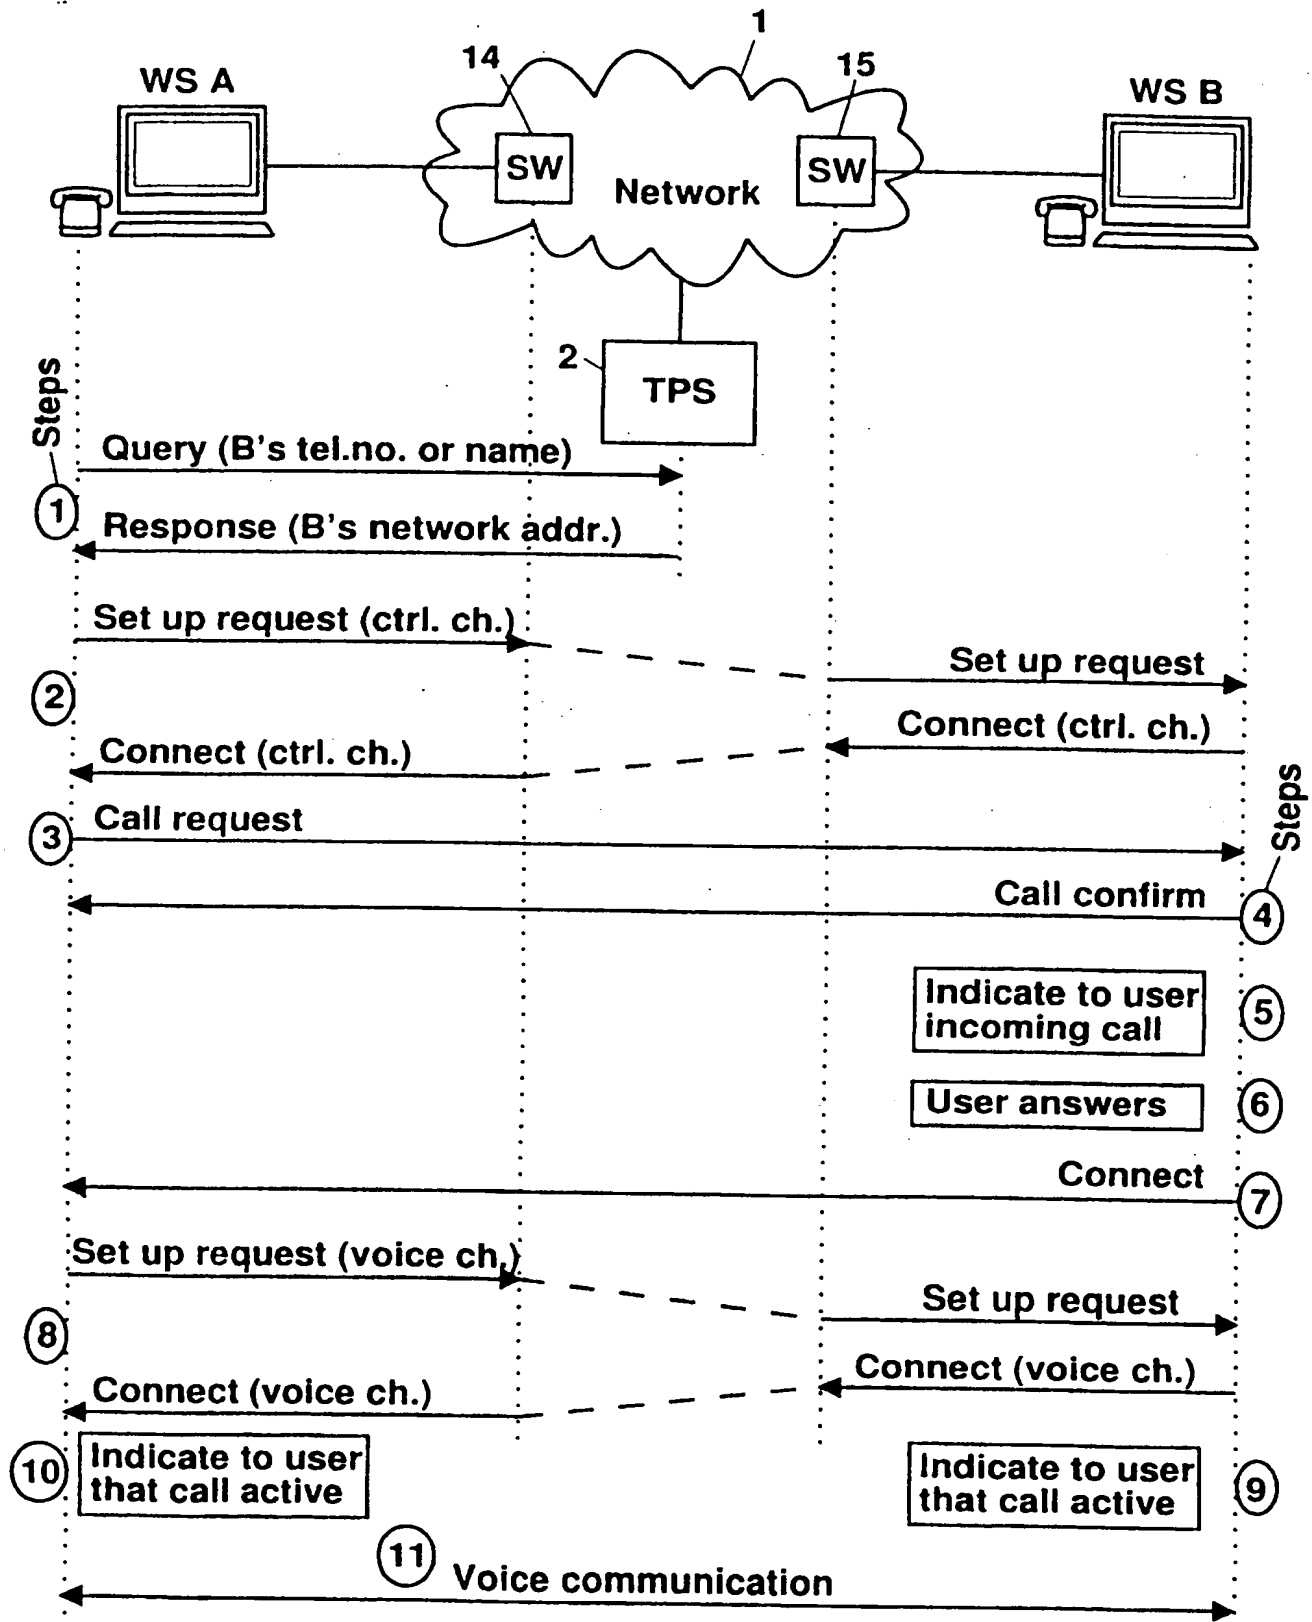 1
14
15
WS A
WS B
SW
SW
Network
2
TPS
Steps
Query (B's tel.no. or name)
1
Response (B's network addr.)
Set up request (ctrl. ch.)
Set up request
2
Connect (ctrl. ch.)
Connect (ctrl. ch.)
Steps
3
Call request
Call confirm
4
Indicate to user
incoming call
5
User answers
6
Connect
7
Set up request (voice ch.)
Set up request
8
Connect (voice ch.)
Connect (voice ch.)
10
Indicate to user
that call active
Indicate to user
that call active
9
11
Voice communication